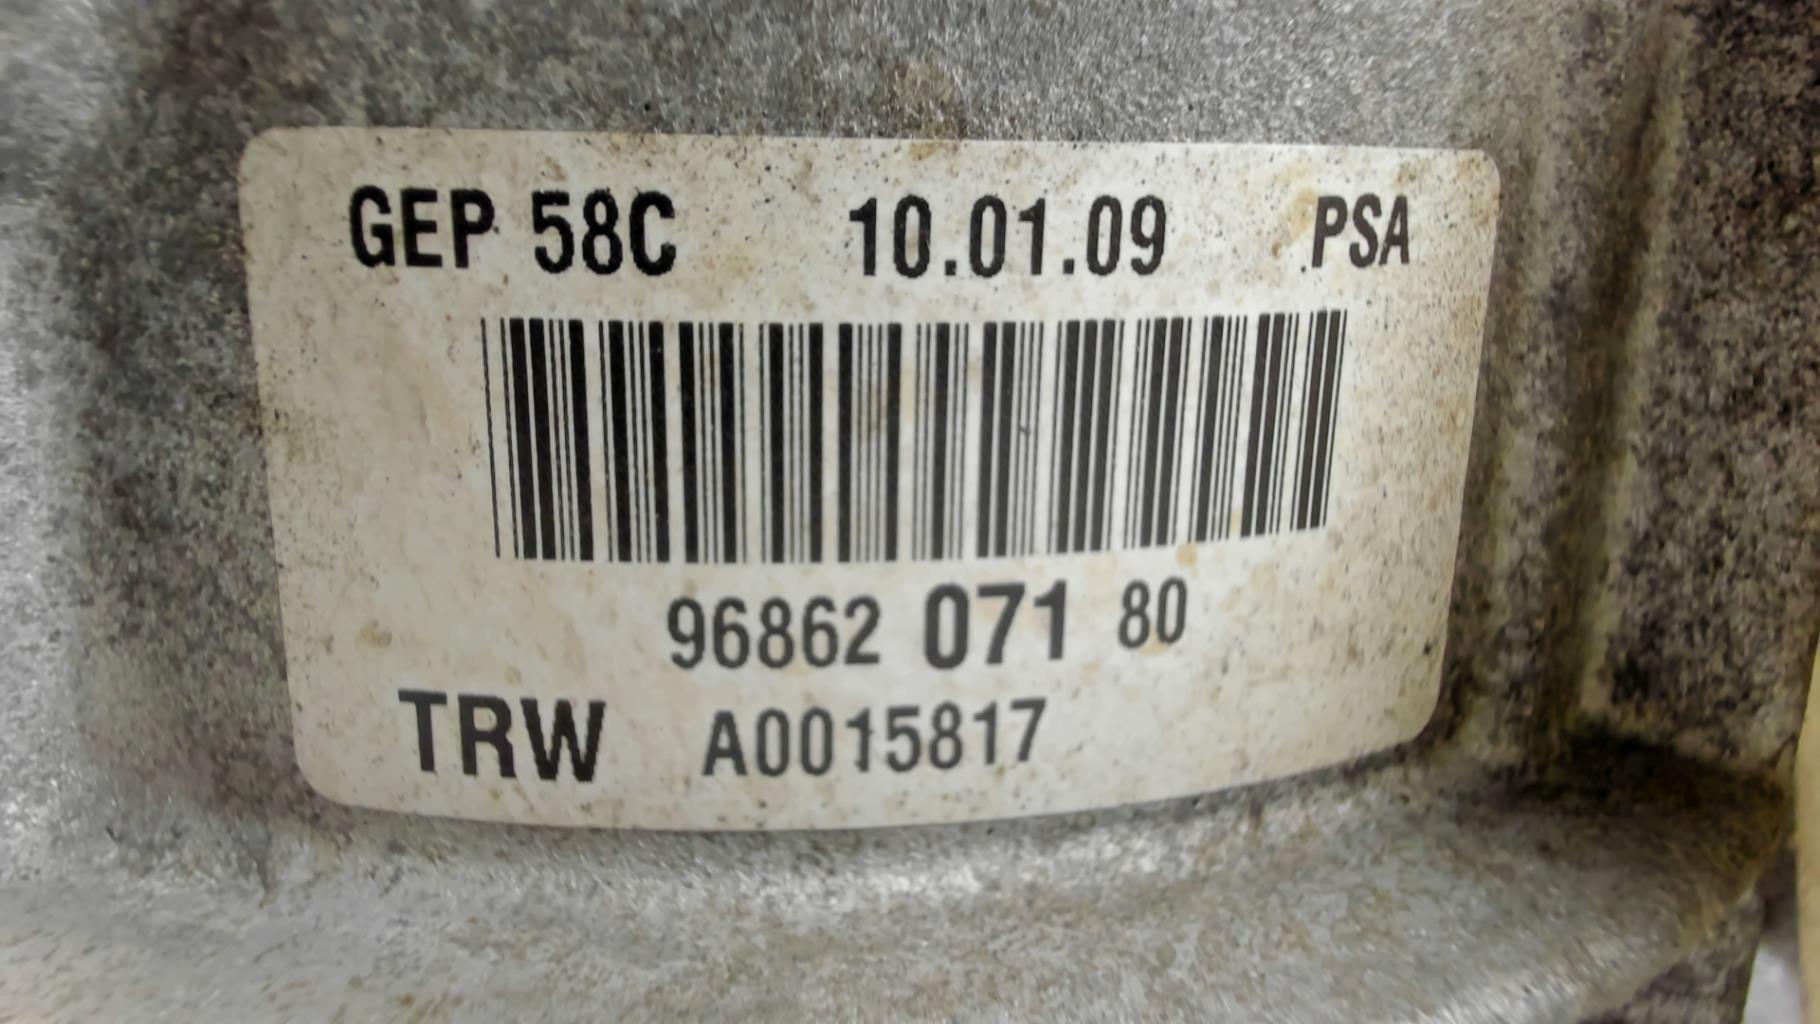 GEP 58C 10.01.09 PSA
96862 071 80
TRW A0015817